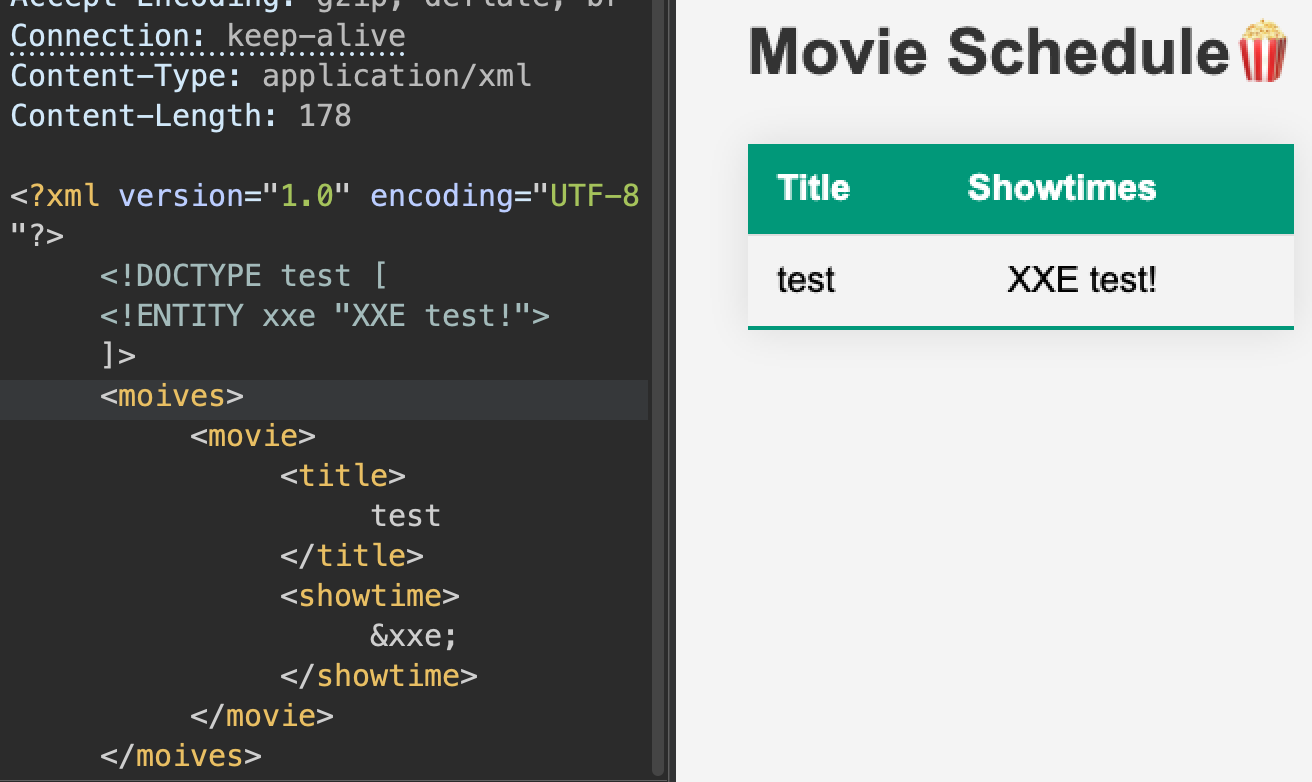 Accept-Encoding: gzip, deflate, br
Connection: keep-alive
Content-Type: application/xml
Content-Length: 178
<?xml version="1.0" encoding="UTF-8
"?>
<!DOCTYPE test [
<!ENTITY xxe "XXE test!">
]>
<moives>
<movie>
<title>
test
</title>
<showtime>
&xxe;
</showtime>
</movie>
</moives>
Movie Schedule🍿
Title Showtimes
test XXE test!